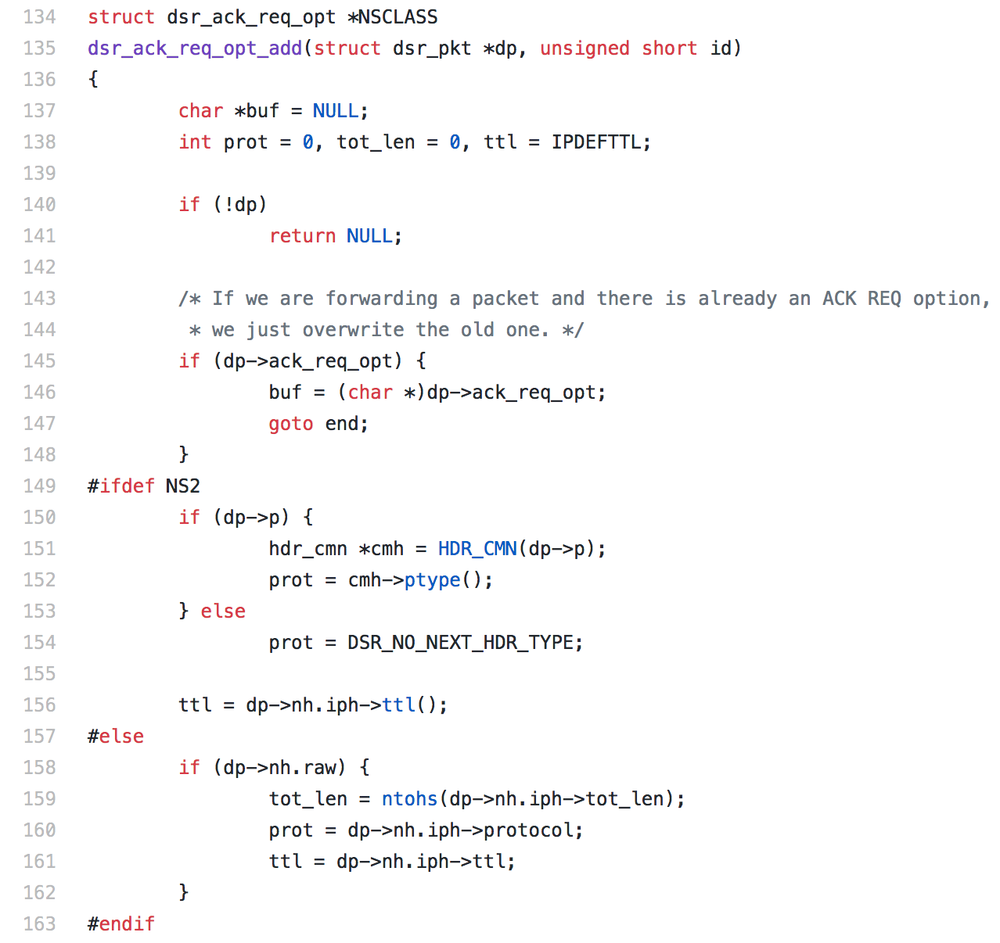 134 struct dsr_ack_req_opt *NSCLASS
135 dsr_ack_req_opt_add(struct dsr_pkt *dp, unsigned short id)
136 {
137         char *buf = NULL;
138         int prot = 0, tot_len = 0, ttl = IPDEFTTL;
139
140         if (!dp)
141                 return NULL;
142
143         /* If we are forwarding a packet and there is already an ACK REQ option,
144          * we just overwrite the old one. */
145         if (dp->ack_req_opt) {
146                 buf = (char *)dp->ack_req_opt;
147                 goto end;
148         }
149 #ifdef NS2
150         if (dp->p) {
151                 hdr_cmn *cmh = HDR_CMN(dp->p);
152                 prot = cmh->ptype();
153         } else
154                 prot = DSR_NO_NEXT_HDR_TYPE;
155
156         ttl = dp->nh.iph->ttl();
157 #else
158         if (dp->nh.raw) {
159                 tot_len = ntohs(dp->nh.iph->tot_len);
160                 prot = dp->nh.iph->protocol;
161                 ttl = dp->nh.iph->ttl;
162         }
163 #endif